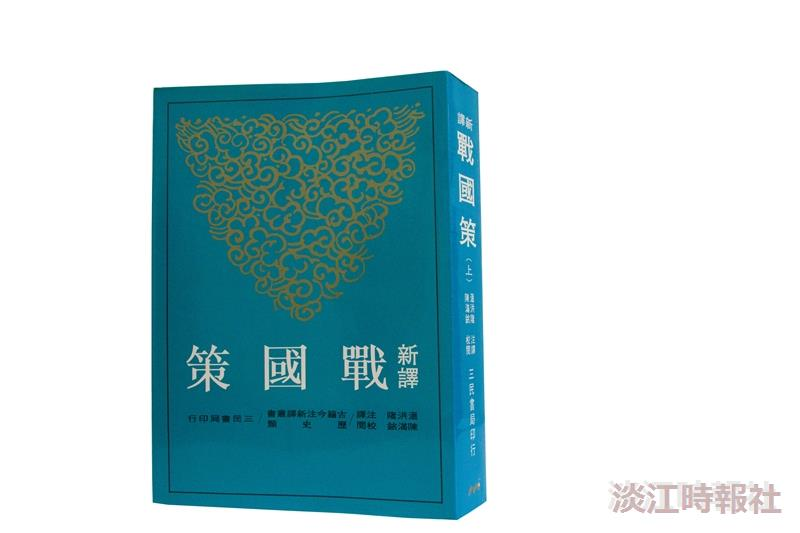 新譯 戰國策
溫洪隆 注譯/古籍今注新譯叢書/三民書局印行
陳滿銘 校閱 歷史類
新譯
戰國策
(上)
溫洪隆 注譯
陳滿銘 校閱
三民書局印行
淡江時報社